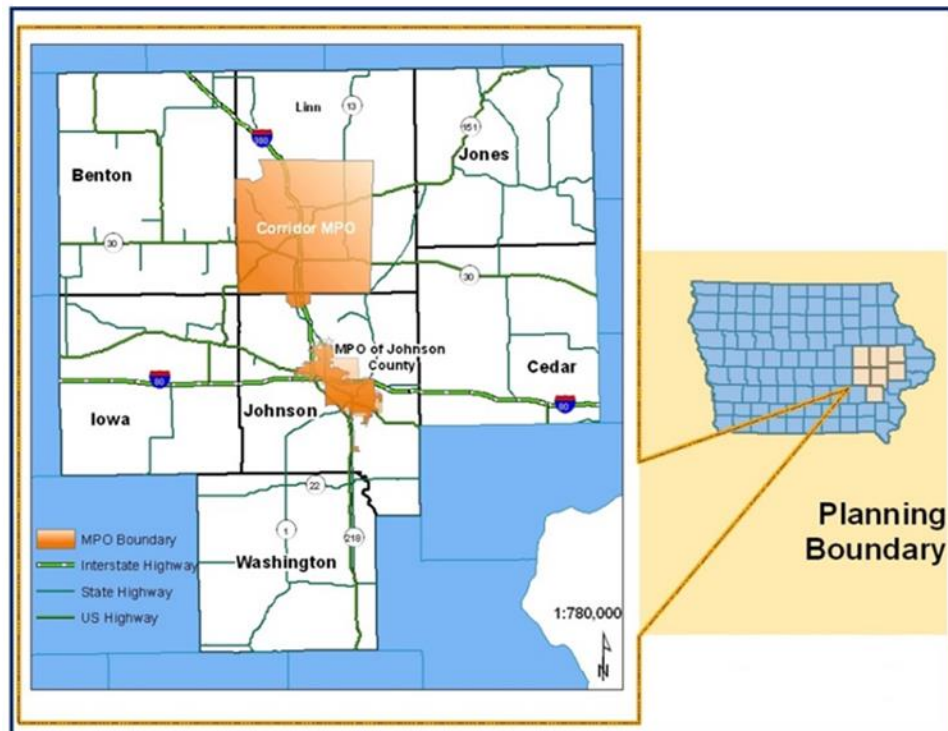 Linn
13
380
151
Jones
Benton
Corridor MPO
30
30
MPO of Johnson
County
Cedar
80
Johnson
80
Iowa
22
1
218
Washington
MPO Boundary
Interstate Highway
State Highway
US Highway
1:780,000
N
Planning
Boundary